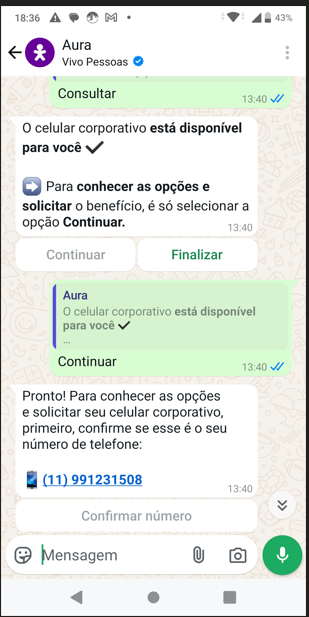 18:36
43%
Aura
Vivo Pessoas
Consultar
13:40
O celular corporativo está disponível
para você ✔
➡ Para conhecer as opções e
solicitar o benefício, é só selecionar a
opção Continuar.
13:40
Continuar
Finalizar
Aura
O celular corporativo está disponível
para você ✔
...
Continuar
13:40
Pronto! Para conhecer as opções
e solicitar seu celular corporativo,
primeiro, confirme se esse é o seu
número de telefone:
📲 (11) 991231508
13:40
Confirmar número
Mensagem